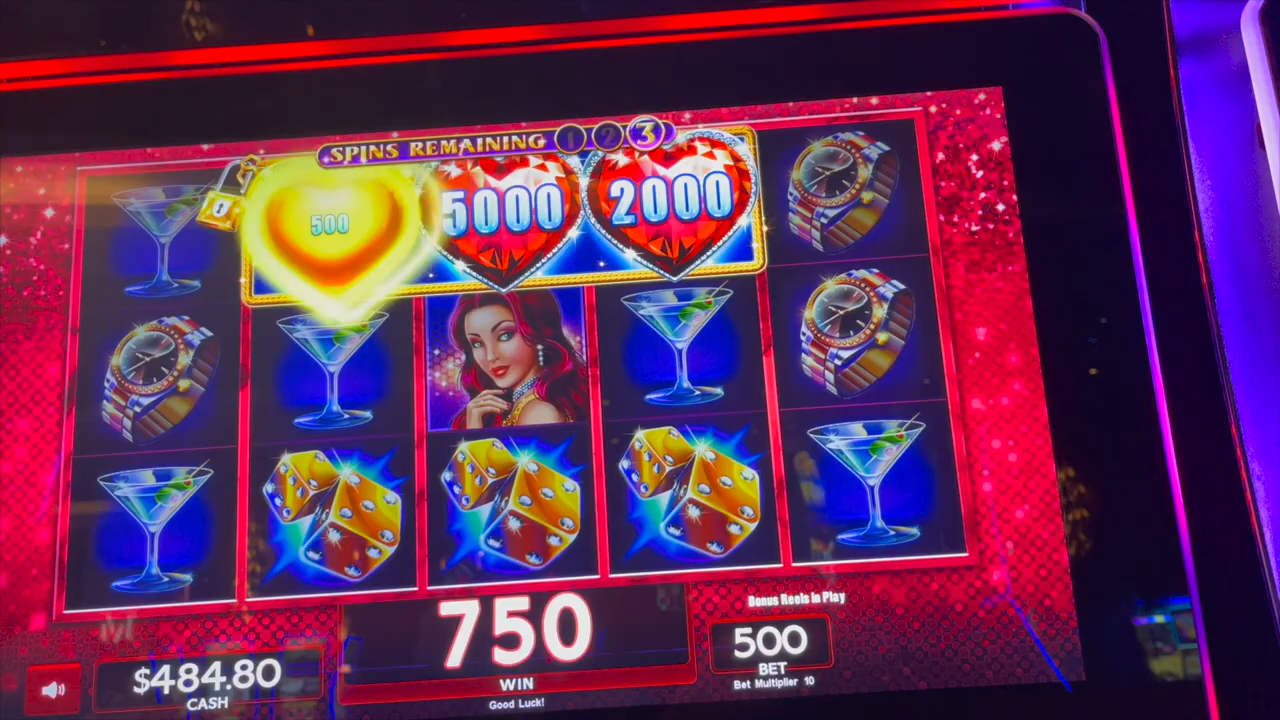 SPINS REMAINING 1 2 3
500 5000 2000
Bonus Reels in Play
750
WIN
Good Luck!
$484.80
CASH
500
BET
Bet Multiplier 10